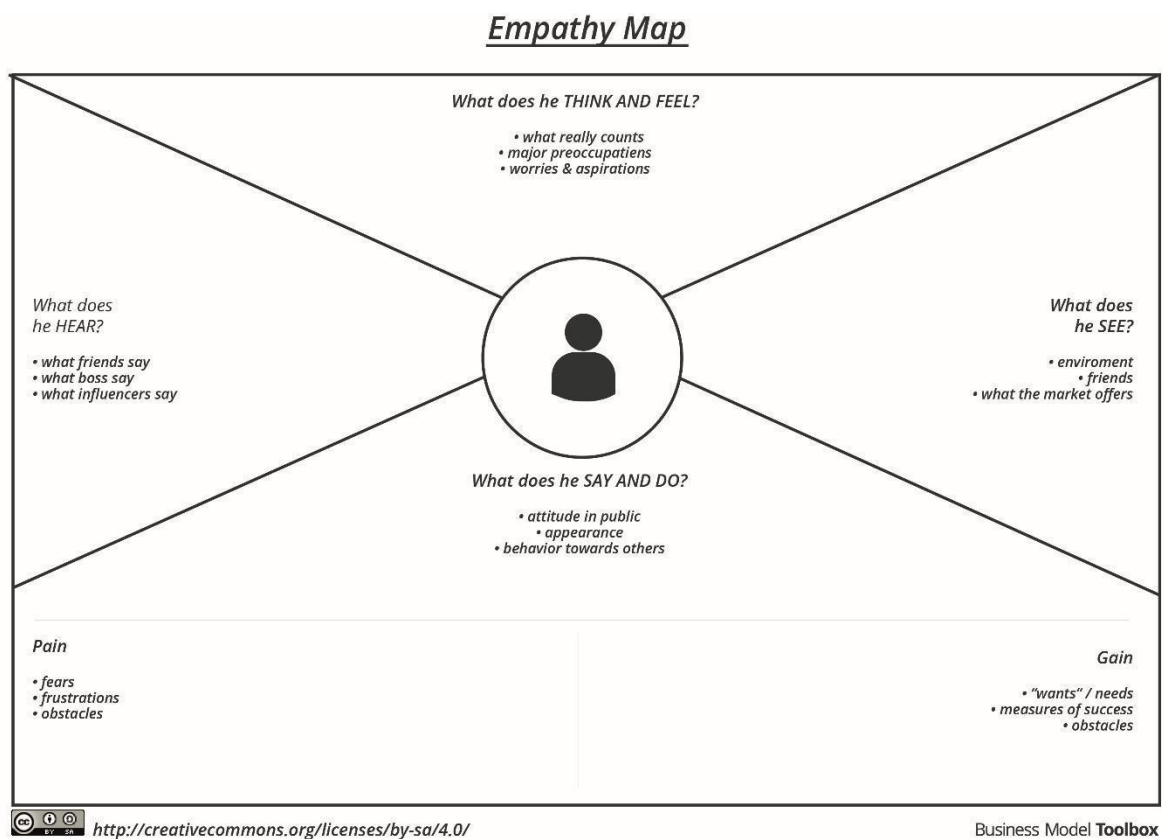 Empathy Map
What does he THINK AND FEEL?
• what really counts
• major preoccupatiens
• worries & aspirations
What does
he HEAR?
• what friends say
• what boss say
• what influencers say
What does
he SEE?
• enviroment
• friends
• what the market offers
What does he SAY AND DO?
• attitude in public
• appearance
• behavior towards others
Pain
• fears
• frustrations
• obstacles
Gain
• “wants” / needs
• measures of success
• obstacles
cc
BY SA
http://creativecommons.org/licenses/by-sa/4.0/
Business Model Toolbox